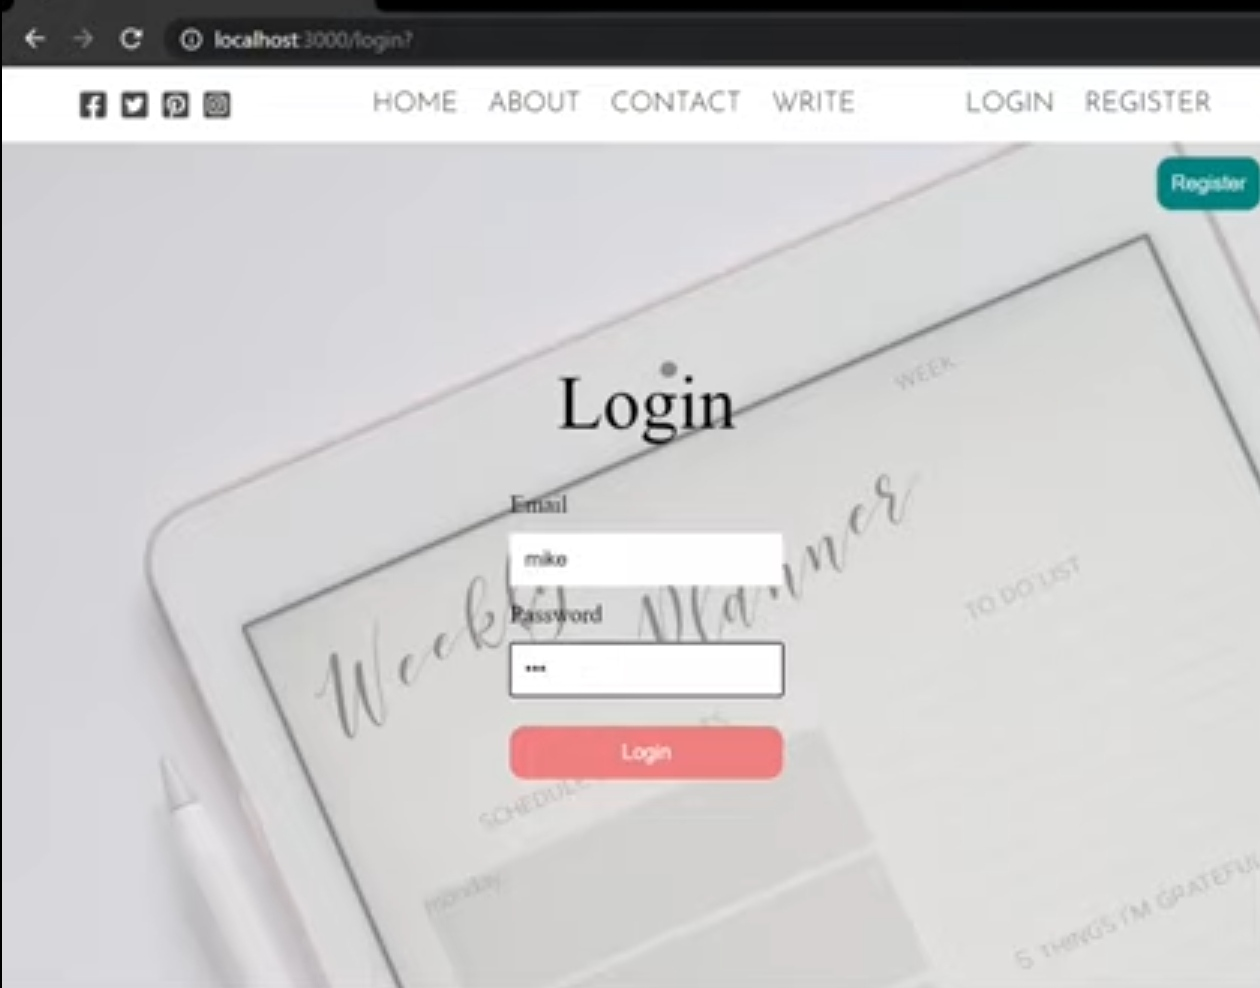 localhost:3000/login?
HOME ABOUT CONTACT WRITE LOGIN REGISTER
Register
Login
WEEK
Email
mike
Weekly Planner
TO DO LIST
Password
•••
Login
SCHEDULE
monday
5 THINGS I'M GRATEFUL